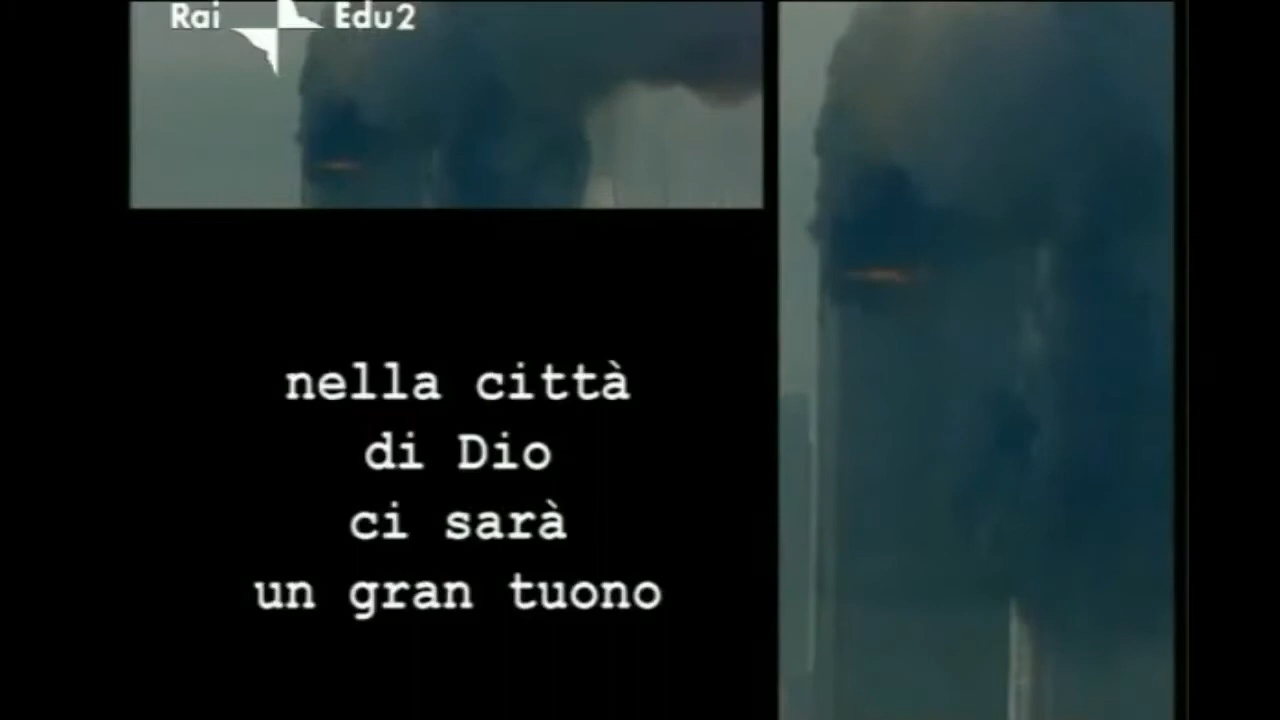 Rai Edu2
nella città
di Dio
ci sarà
un gran tuono